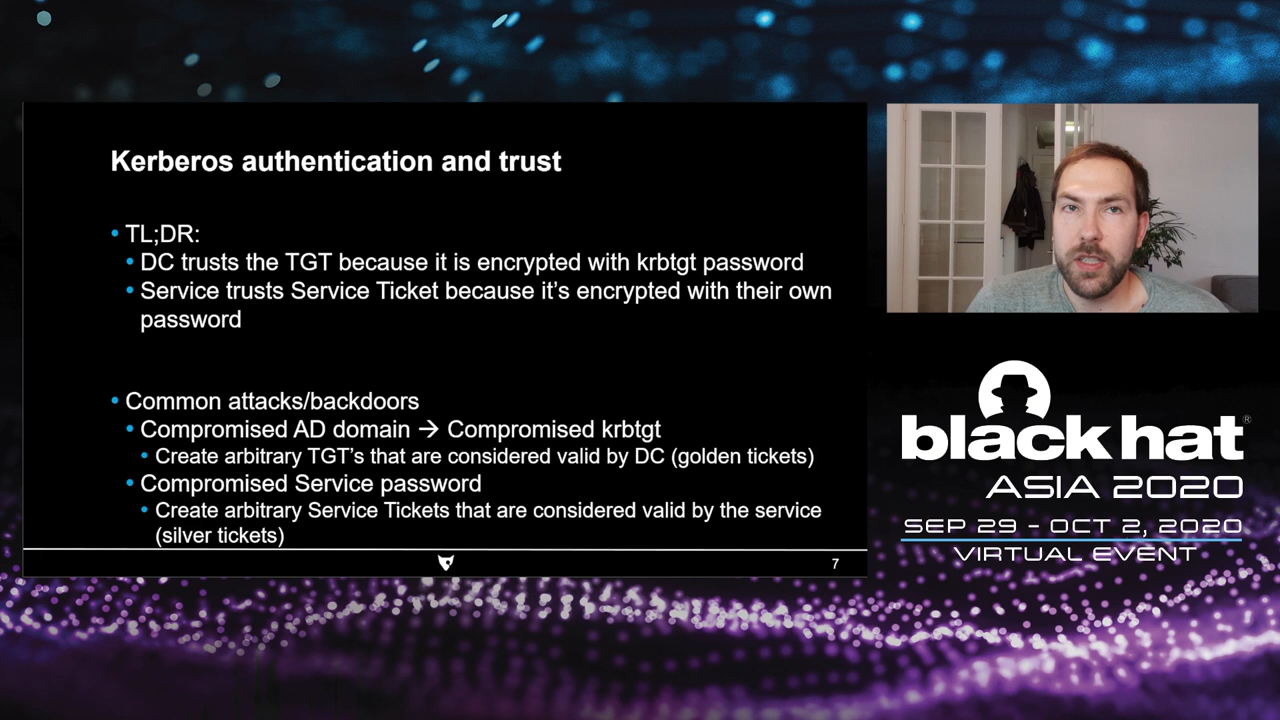 Kerberos authentication and trust
• TL;DR:
• DC trusts the TGT because it is encrypted with krbtgt password
• Service trusts Service Ticket because it's encrypted with their own
password
• Common attacks/backdoors
• Compromised AD domain → Compromised krbtgt
• Create arbitrary TGT's that are considered valid by DC (golden tickets)
• Compromised Service password
• Create arbitrary Service Tickets that are considered valid by the service
(silver tickets)
7
black hat®
ASIA 2020
SEP 29 - OCT 2, 2020
VIRTUAL EVENT